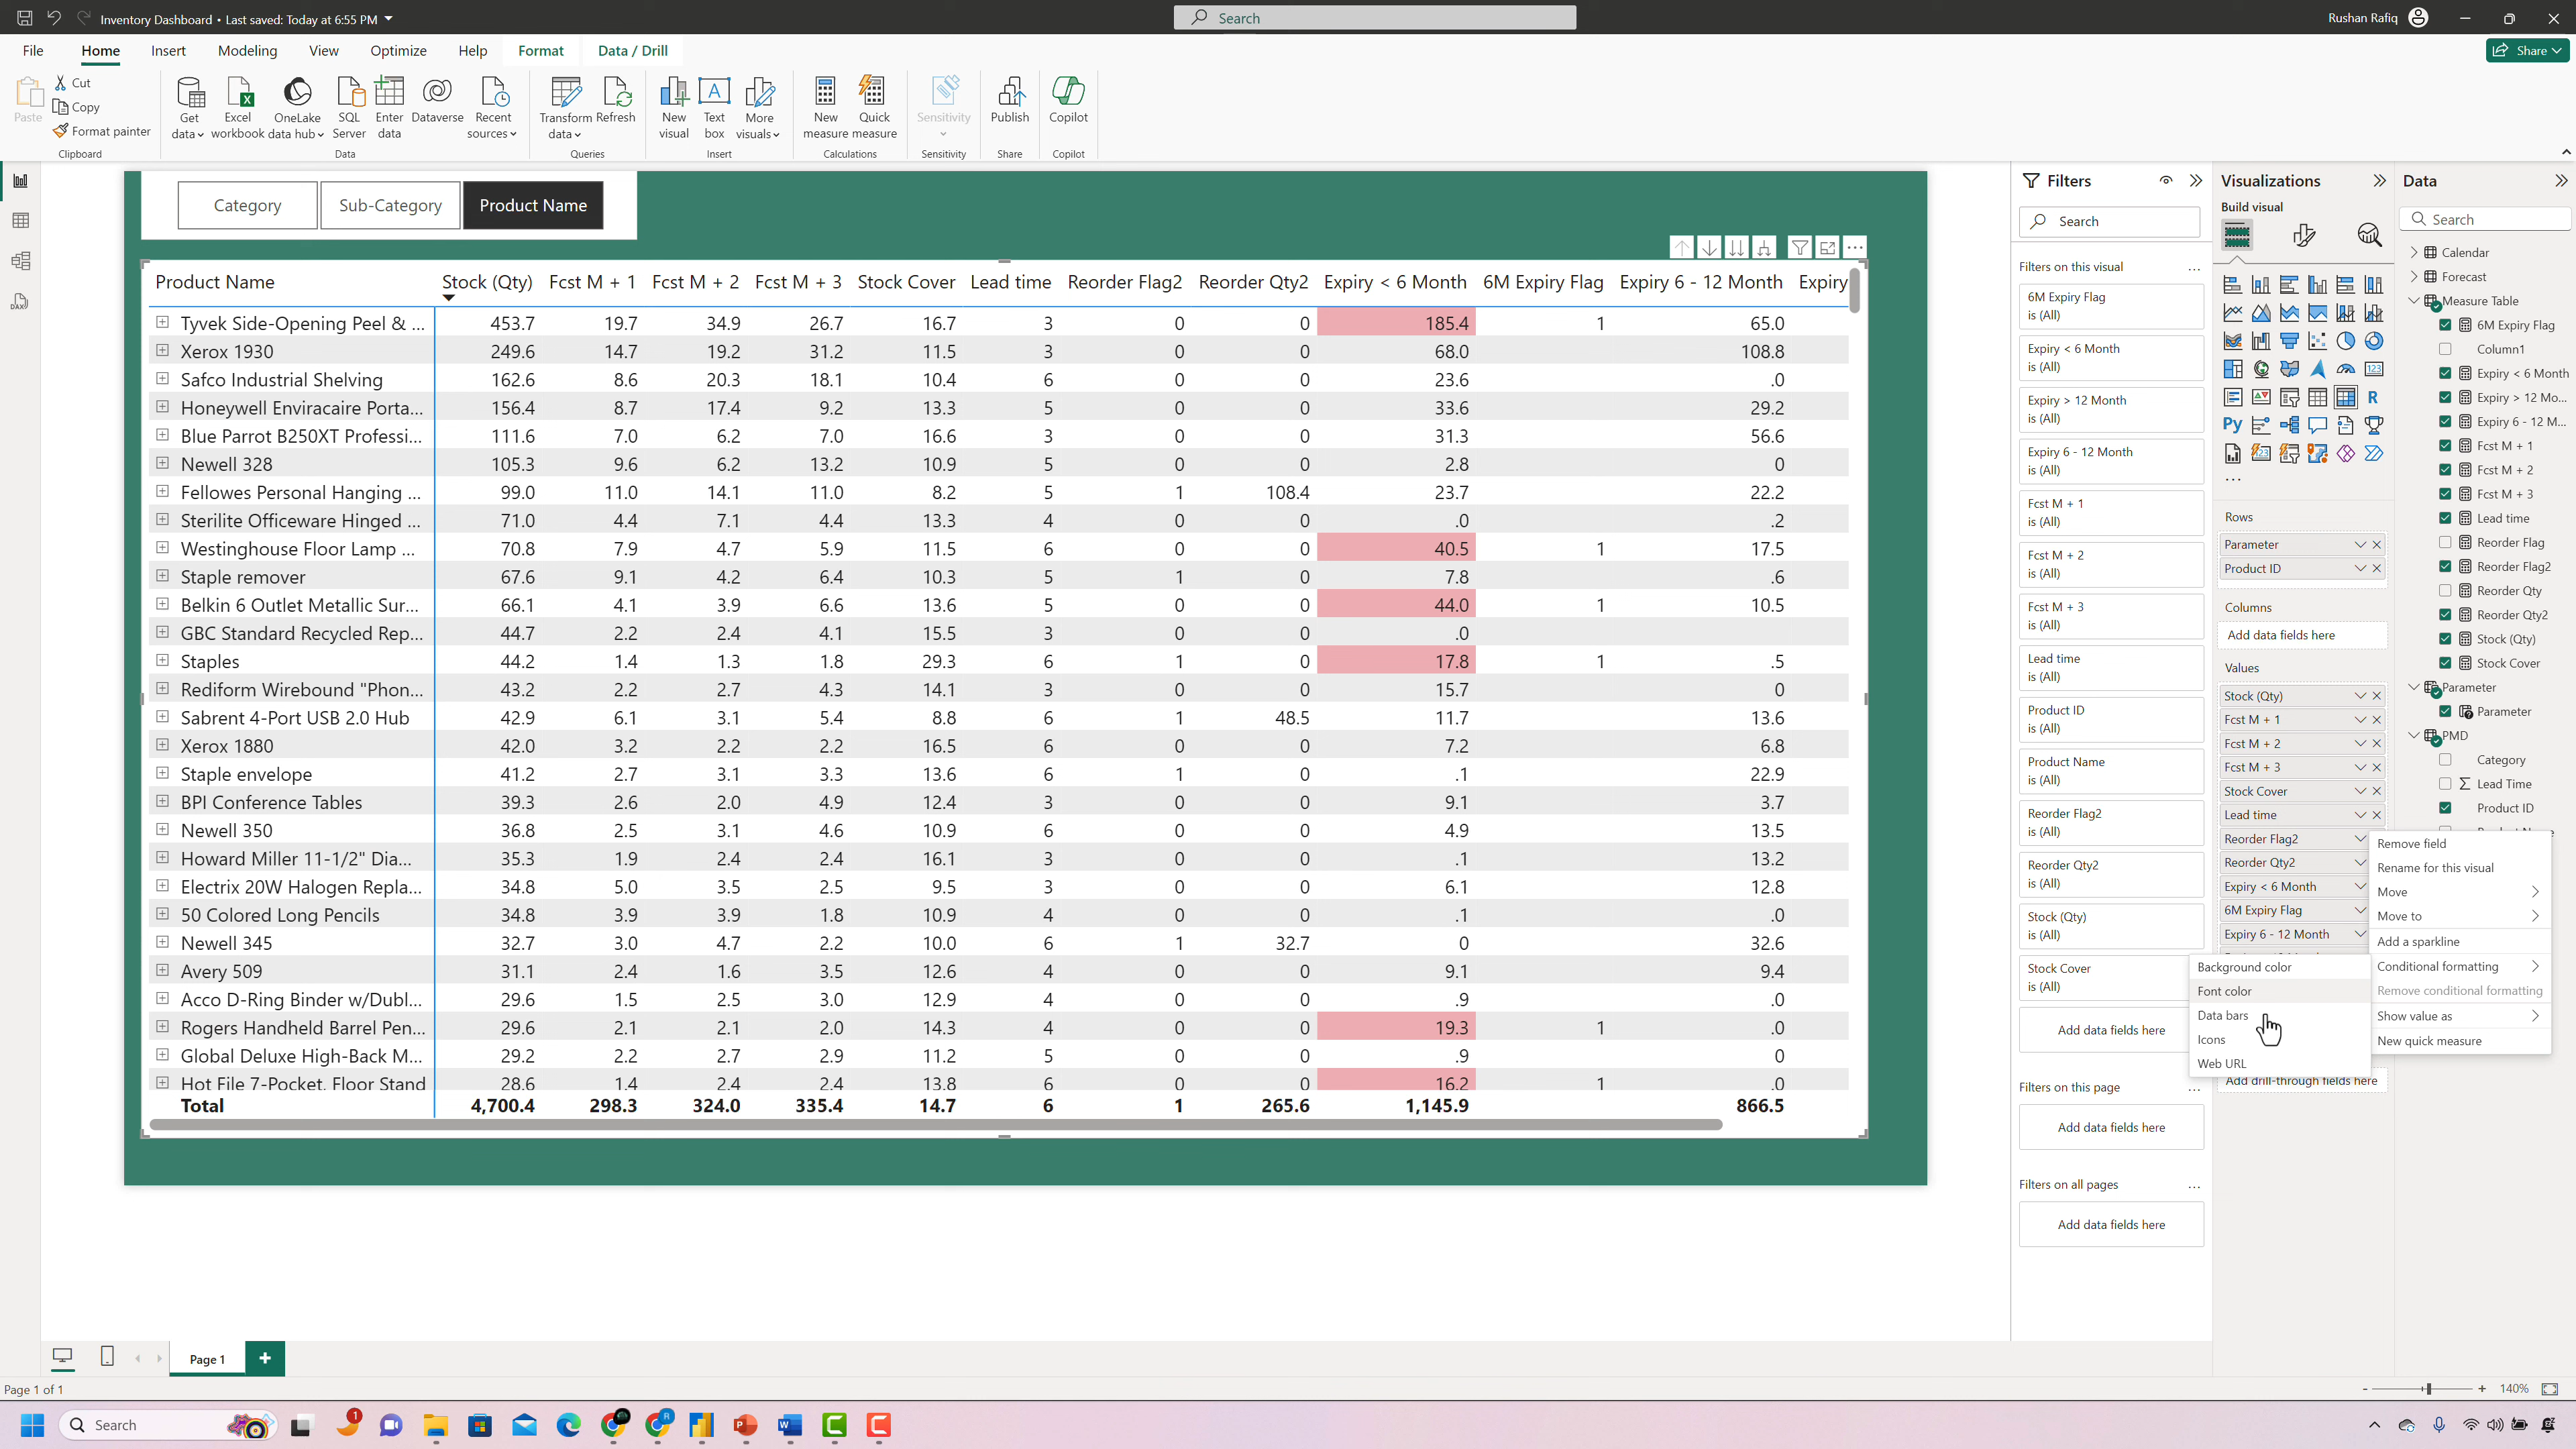 Inventory Dashboard • Last saved: Today at 6:55 PM
Search
Rushan Rafiq
File Home Insert Modeling View Optimize Help Format Data / Drill
Share
Paste
Cut
Copy
Format painter
Get data
Excel workbook
OneLake data hub
SQL Server
Enter data
Dataverse
Recent sources
Transform data
Refresh
New visual
Text box
More visuals
New measure
Quick measure
Sensitivity
Publish
Copilot
Clipboard Data Queries Insert Calculations Sensitivity Share Copilot
Category Sub-Category Product Name
Product Name Stock (Qty) Fcst M + 1 Fcst M + 2 Fcst M + 3 Stock Cover Lead time Reorder Flag2 Reorder Qty2 Expiry < 6 Month 6M Expiry Flag Expiry 6 - 12 Month Expiry
Tyvek Side-Opening Peel & ... 453.7 19.7 34.9 26.7 16.7 3 0 0 185.4 1 65.0
Xerox 1930 249.6 14.7 19.2 31.2 11.5 3 0 0 68.0 108.8
Safco Industrial Shelving 162.6 8.6 20.3 18.1 10.4 6 0 0 23.6 .0
Honeywell Enviracaire Porta... 156.4 8.7 17.4 9.2 13.3 5 0 0 33.6 29.2
Blue Parrot B250XT Professi... 111.6 7.0 6.2 7.0 16.6 3 0 0 31.3 56.6
Newell 328 105.3 9.6 6.2 13.2 10.9 5 0 0 2.8 0
Fellowes Personal Hanging ... 99.0 11.0 14.1 11.0 8.2 5 1 108.4 23.7 22.2
Sterilite Officeware Hinged ... 71.0 4.4 7.1 4.4 13.3 4 0 0 .0 .2
Westinghouse Floor Lamp ... 70.8 7.9 4.7 5.9 11.5 6 0 0 40.5 1 17.5
Staple remover 67.6 9.1 4.2 6.4 10.3 5 1 0 7.8 .6
Belkin 6 Outlet Metallic Sur... 66.1 4.1 3.9 6.6 13.6 5 0 0 44.0 1 10.5
GBC Standard Recycled Rep... 44.7 2.2 2.4 4.1 15.5 3 0 0 .0
Staples 44.2 1.4 1.3 1.8 29.3 6 1 0 17.8 1 .5
Rediform Wirebound "Phon... 43.2 2.2 2.7 4.3 14.1 3 0 0 15.7 0
Sabrent 4-Port USB 2.0 Hub 42.9 6.1 3.1 5.4 8.8 6 1 48.5 11.7 13.6
Xerox 1880 42.0 3.2 2.2 2.2 16.5 6 0 0 7.2 6.8
Staple envelope 41.2 2.7 3.1 3.3 13.6 6 1 0 .1 22.9
BPI Conference Tables 39.3 2.6 2.0 4.9 12.4 3 0 0 9.1 3.7
Newell 350 36.8 2.5 3.1 4.6 10.9 6 0 0 4.9 13.5
Howard Miller 11-1/2" Dia... 35.3 1.9 2.4 2.4 16.1 3 0 0 .1 13.2
Electrix 20W Halogen Repla... 34.8 5.0 3.5 2.5 9.5 3 0 0 6.1 12.8
50 Colored Long Pencils 34.8 3.9 3.9 1.8 10.9 4 0 0 .1 .0
Newell 345 32.7 3.0 4.7 2.2 10.0 6 1 32.7 0 32.6
Avery 509 31.1 2.4 1.6 3.5 12.6 4 0 0 9.1 9.4
Acco D-Ring Binder w/Dubl... 29.6 1.5 2.5 3.0 12.9 4 0 0 .9 .0
Rogers Handheld Barrel Pen... 29.6 2.1 2.1 2.0 14.3 4 0 0 19.3 1 .0
Global Deluxe High-Back M... 29.2 2.2 2.7 2.9 11.2 5 0 0 .9 0
Hot File 7-Pocket, Floor Stand 28.6 1.4 2.4 2.4 13.8 6 0 0 16.2 1 .0
Total 4,700.4 298.3 324.0 335.4 14.7 6 1 265.6 1,145.9 866.5
Filters
Search
Filters on this visual ...
6M Expiry Flag
is (All)
Expiry < 6 Month
is (All)
Expiry > 12 Month
is (All)
Expiry 6 - 12 Month
is (All)
Fcst M + 1
is (All)
Fcst M + 2
is (All)
Fcst M + 3
is (All)
Lead time
is (All)
Product ID
is (All)
Product Name
is (All)
Reorder Flag2
is (All)
Reorder Qty2
is (All)
Stock (Qty)
is (All)
Stock Cover
is (All)
Add data fields here
Filters on this page ...
Add data fields here
Filters on all pages ...
Add data fields here
Visualizations
Build visual
123
R
Py
123
...
Rows
Parameter
Product ID
Columns
Add data fields here
Values
Stock (Qty)
Fcst M + 1
Fcst M + 2
Fcst M + 3
Stock Cover
Lead time
Reorder Flag2
Reorder Qty2
Expiry < 6 Month
6M Expiry Flag
Expiry 6 - 12 Month
Add drill-through fields here
Background color
Font color
Data bars
Icons
Web URL
Remove field
Rename for this visual
Move
Move to
Add a sparkline
Conditional formatting
Remove conditional formatting
Show value as
New quick measure
Data
Search
Calendar
Forecast
Measure Table
6M Expiry Flag
Column1
Expiry < 6 Month
Expiry > 12 Mo...
Expiry 6 - 12 M...
Fcst M + 1
Fcst M + 2
Fcst M + 3
Lead time
Reorder Flag
Reorder Flag2
Reorder Qty
Reorder Qty2
Stock (Qty)
Stock Cover
Parameter
Parameter
PMD
Category
Lead Time
Product ID
Page 1
Page 1 of 1
140%
Search
1